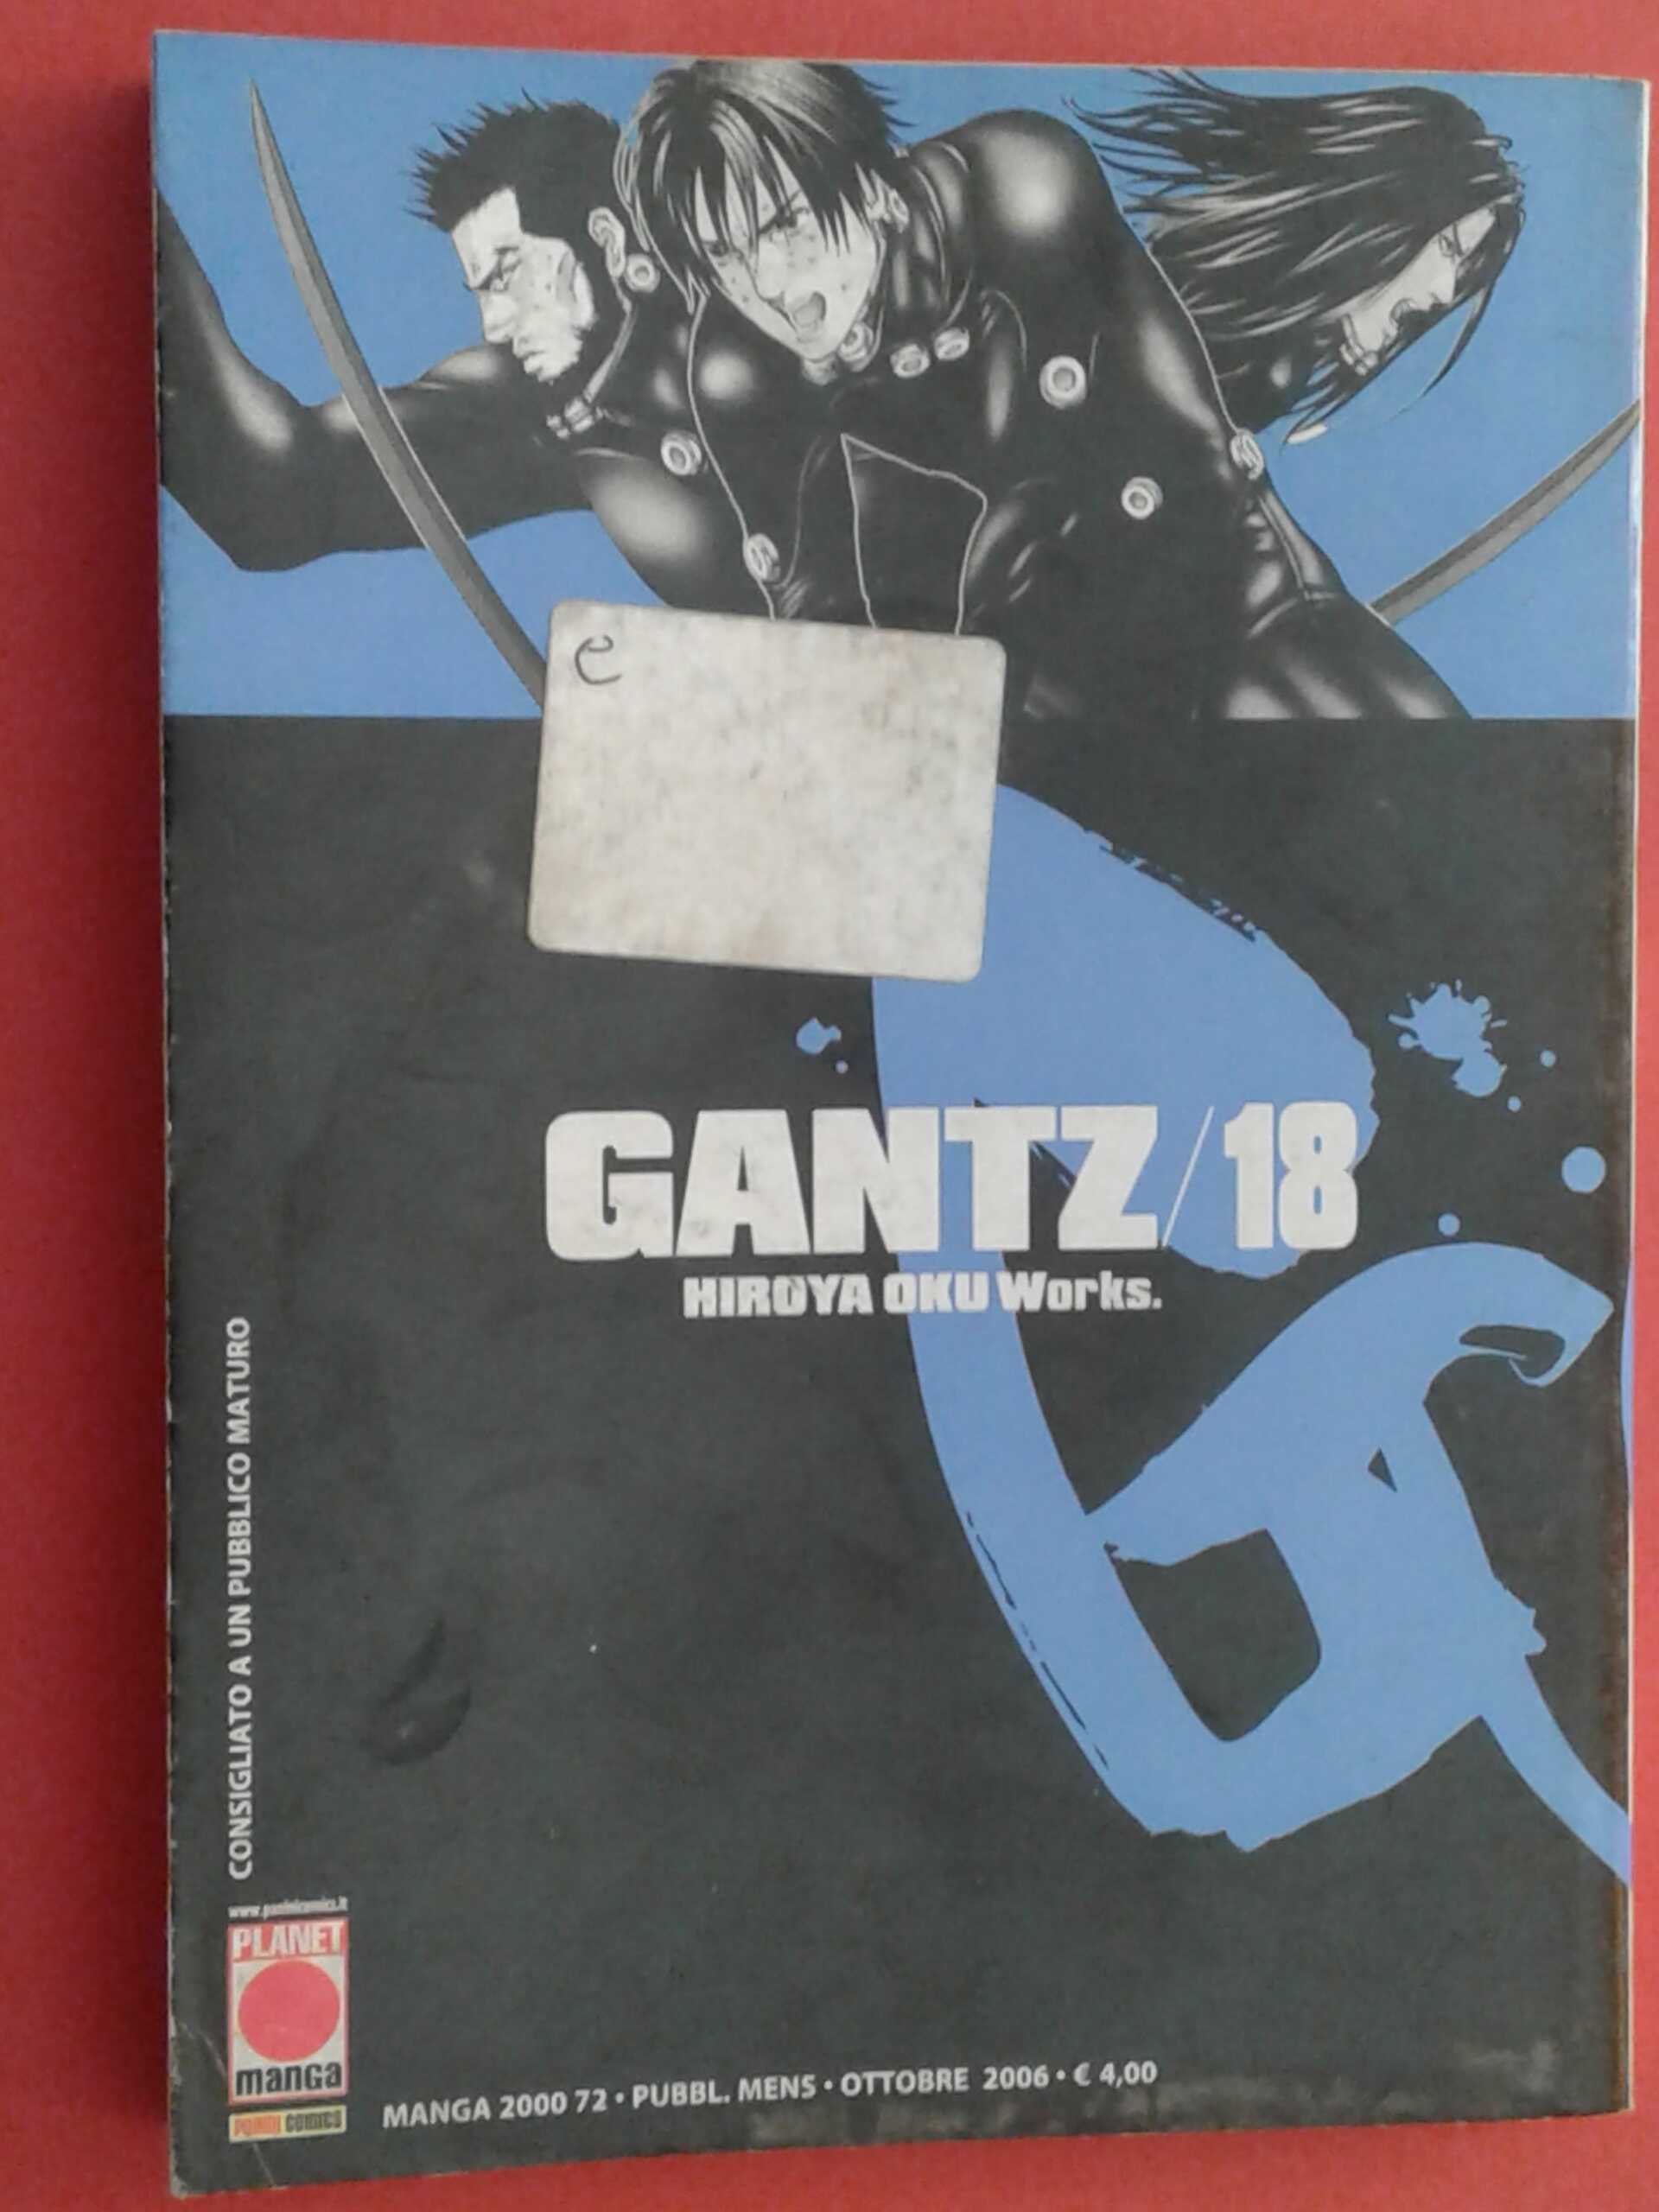 e
GANTZ/18
HIROYA OKU Works.
CONSIGLIATO A UN PUBBLICO MATURO
www.paninicomics.it
PLANET
manga
PANINI COMICS
MANGA 2000 72 • PUBBL. MENS • OTTOBRE 2006 • € 4,00